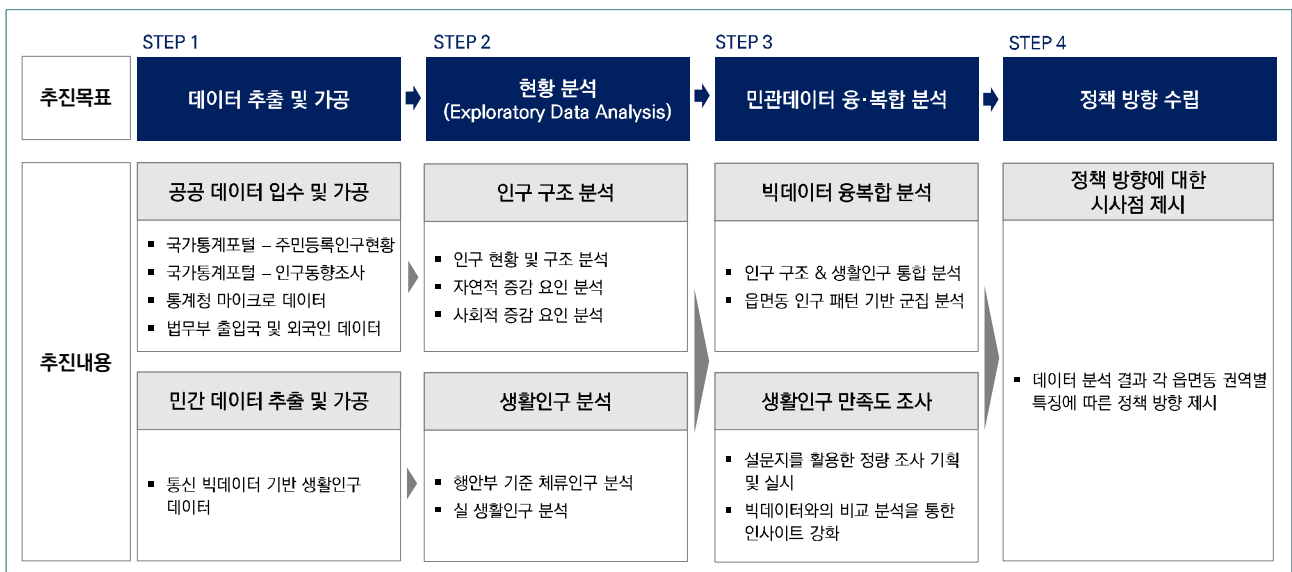 STEP 1
STEP 2
STEP 3
STEP 4
추진목표
데이터 추출 및 가공
현황 분석
(Exploratory Data Analysis)
민관데이터 융·복합 분석
정책 방향 수립
추진내용
공공 데이터 입수 및 가공
▪ 국가통계포털 – 주민등록인구현황
▪ 국가통계포털 – 인구동향조사
▪ 통계청 마이크로 데이터
▪ 법무부 출입국 및 외국인 데이터
인구 구조 분석
▪ 인구 현황 및 구조 분석
▪ 자연적 증감 요인 분석
▪ 사회적 증감 요인 분석
빅데이터 융복합 분석
▪ 인구 구조 & 생활인구 통합 분석
▪ 읍면동 인구 패턴 기반 군집 분석
정책 방향에 대한
시사점 제시
▪ 데이터 분석 결과 각 읍면동 권역별
특징에 따른 정책 방향 제시
민간 데이터 추출 및 가공
▪ 통신 빅데이터 기반 생활인구
데이터
생활인구 분석
▪ 행안부 기준 체류인구 분석
▪ 실 생활인구 분석
생활인구 만족도 조사
▪ 설문지를 활용한 정량 조사 기획
및 실시
▪ 빅데이터와의 비교 분석을 통한
인사이트 강화